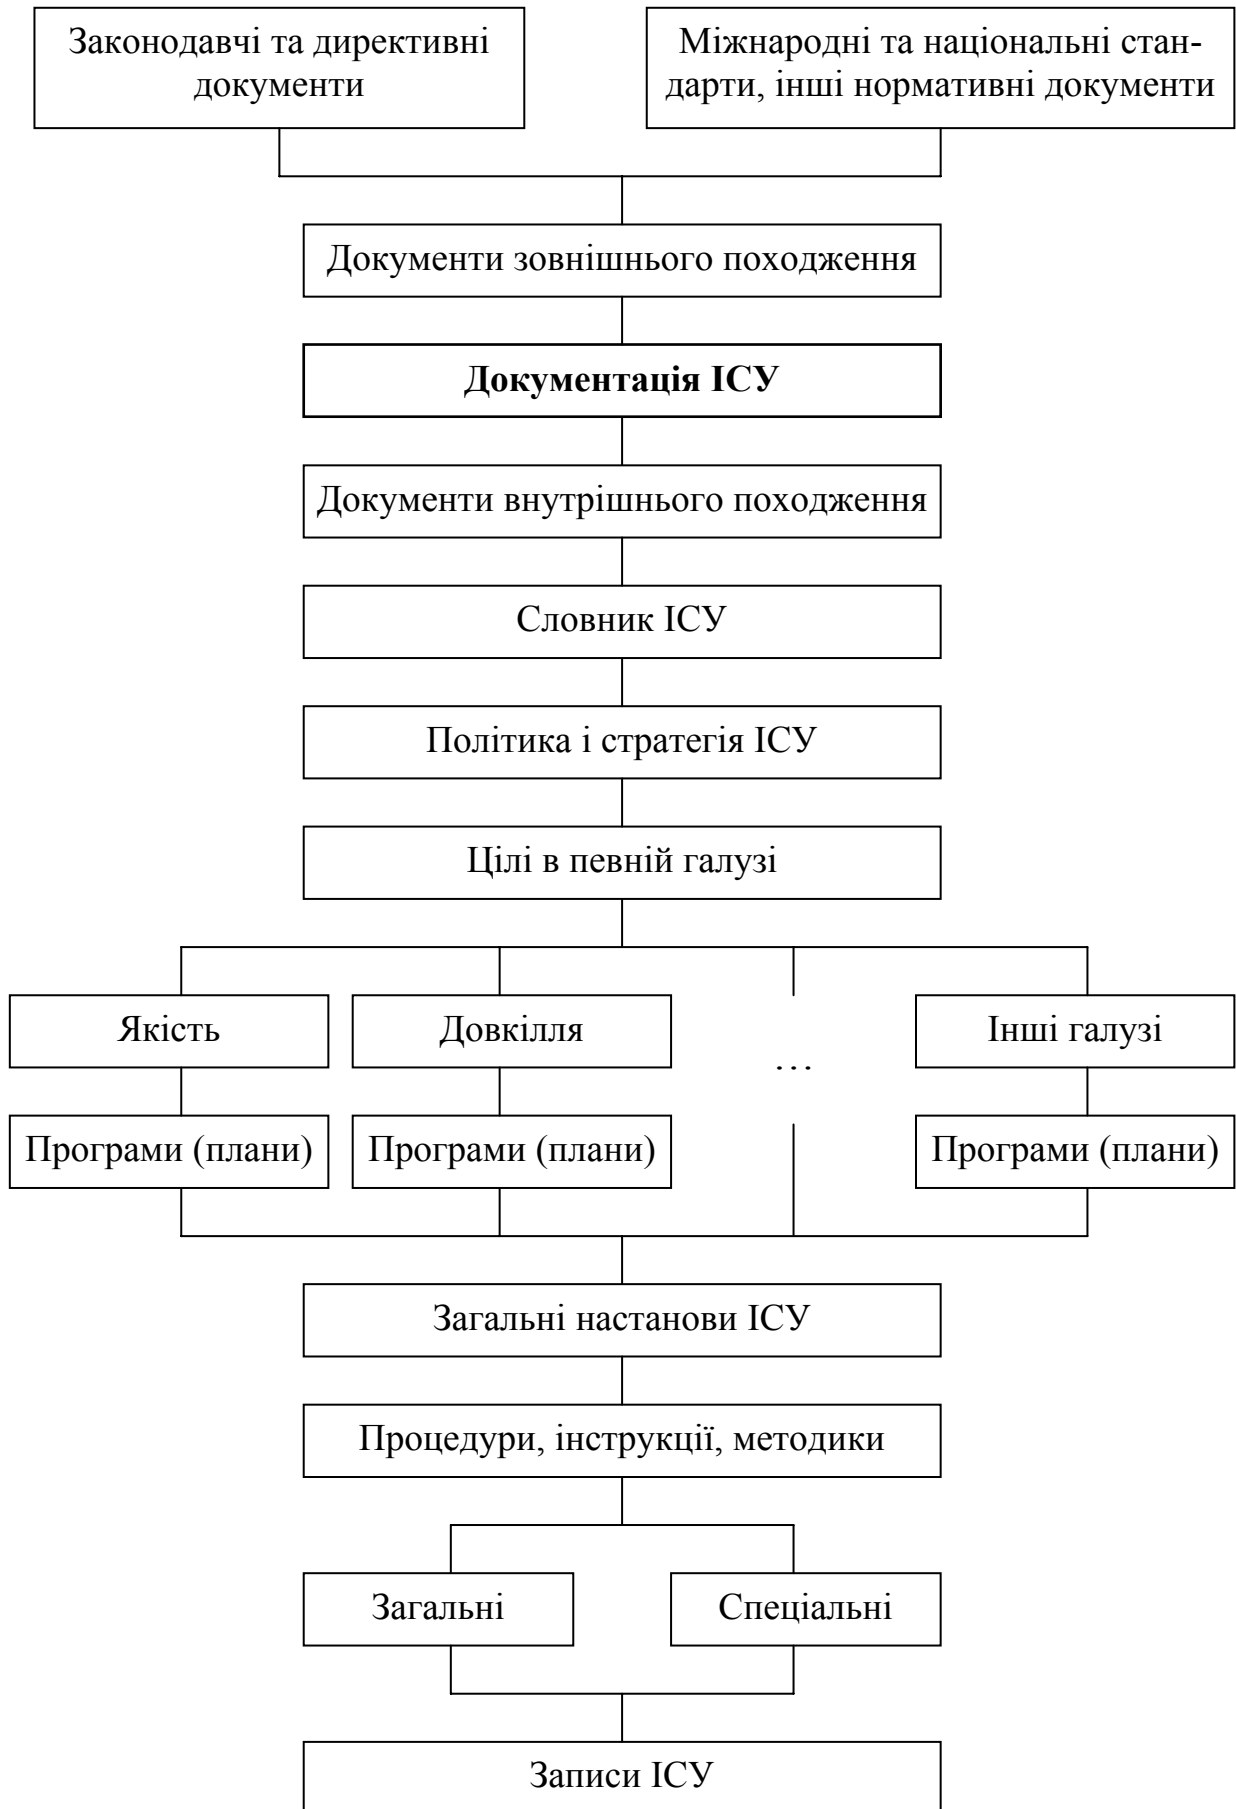 Законодавчі та директивні
документи
Міжнародні та національні стан-
дарти, інші нормативні документи
Документи зовнішнього походження
Документація ІСУ
Документи внутрішнього походження
Словник ІСУ
Політика і стратегія ІСУ
Цілі в певній галузі
Якість
Довкілля
…
Інші галузі
Програми (плани)
Програми (плани)
Програми (плани)
Загальні настанови ІСУ
Процедури, інструкції, методики
Загальні
Спеціальні
Записи ІСУ